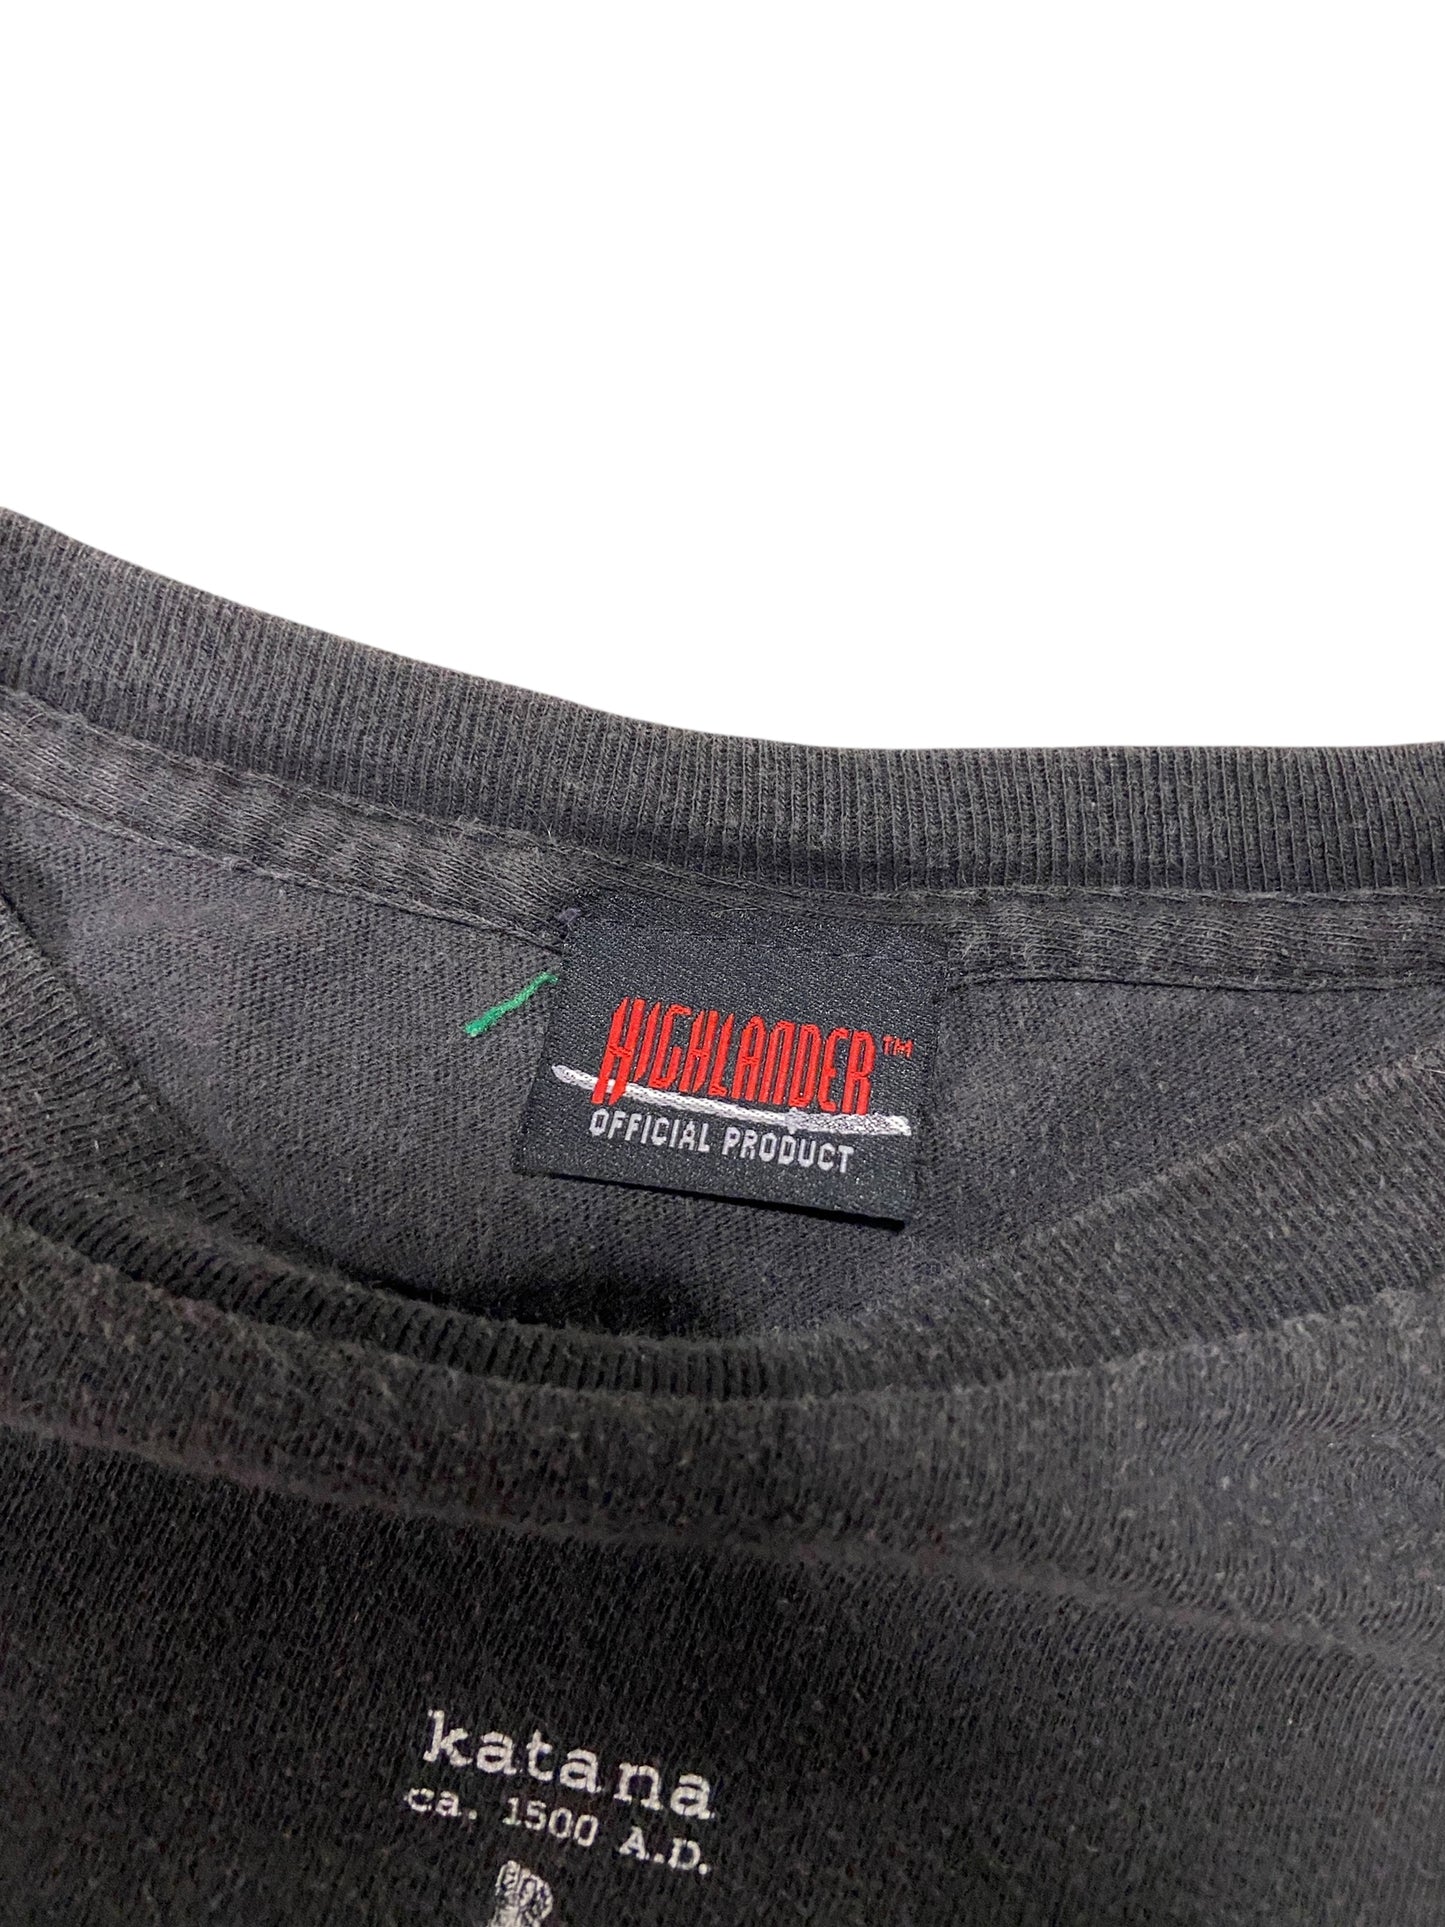 HIGHLANDER™
OFFICIAL PRODUCT
katana
ca. 1500 A.D.